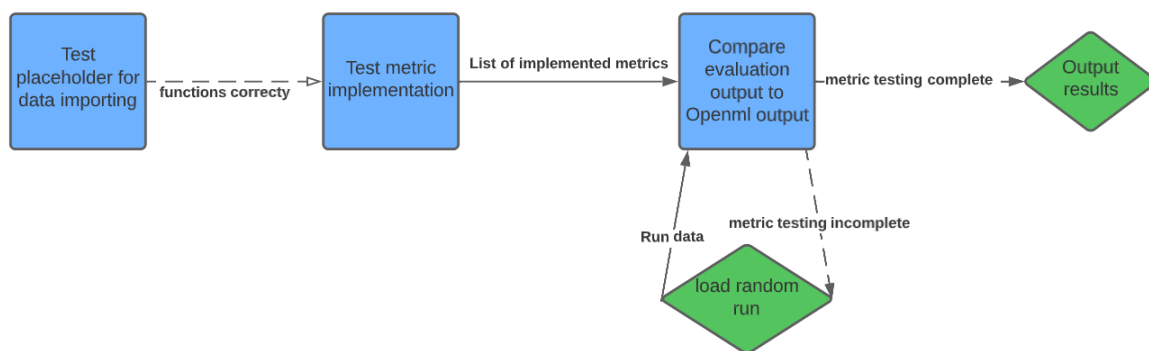 Test
placeholder for
data importing
functions correcty
Test metric
implementation
List of implemented metrics
Compare
evaluation
output to
Openml output
metric testing complete
Output
results
metric testing incomplete
Run data
load random
run